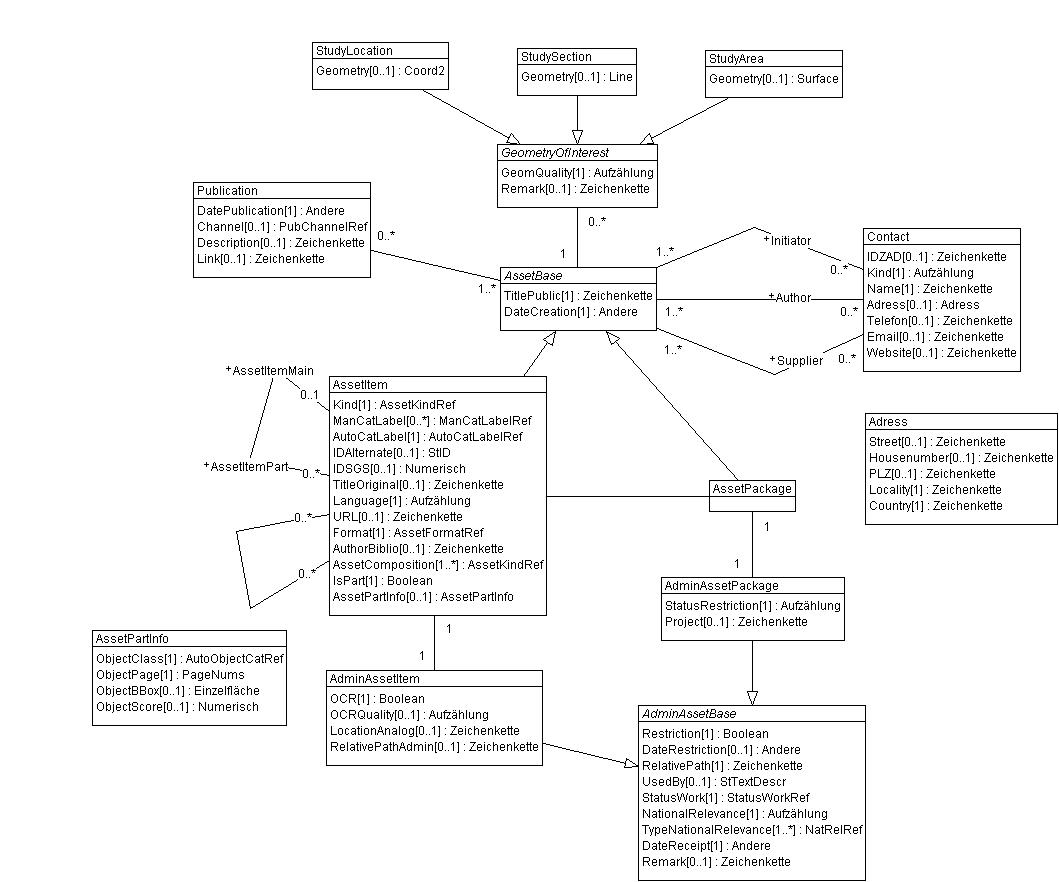 StudyLocation
Geometry[0..1] : Coord2
StudySection
Geometry[0..1] : Line
StudyArea
Geometry[0..1] : Surface
GeometryOfInterest
GeomQuality[1] : Aufzählung
Remark[0..1] : Zeichenkette
Publication
DatePublication[1] : Andere
Channel[0..1] : PubChannelRef
Description[0..1] : Zeichenkette
Link[0..1] : Zeichenkette
0..*
1..*
0..*
1
AssetBase
TitlePublic[1] : Zeichenkette
DateCreation[1] : Andere
1..*
+Initiator
0..*
1..*
+Author
0..*
1..*
+Supplier
0..*
Contact
IDZAD[0..1] : Zeichenkette
Kind[1] : Aufzählung
Name[1] : Zeichenkette
Adress[0..1] : Adress
Telefon[0..1] : Zeichenkette
Email[0..1] : Zeichenkette
Website[0..1] : Zeichenkette
+AssetItemMain
0..1
+AssetItemPart
0..*
0..*
0..*
AssetItem
Kind[1] : AssetKindRef
ManCatLabel[0..*] : ManCatLabelRef
AutoCatLabel[1] : AutoCatLabelRef
IDAlternate[0..1] : StID
IDSGS[0..1] : Numerisch
TitleOriginal[0..1] : Zeichenkette
Language[1] : Aufzählung
URL[0..1] : Zeichenkette
Format[1] : AssetFormatRef
AuthorBiblio[0..1] : Zeichenkette
AssetComposition[1..*] : AssetKindRef
IsPart[1] : Boolean
AssetPartInfo[0..1] : AssetPartInfo
Adress
Street[0..1] : Zeichenkette
Housenumber[0..1] : Zeichenkette
PLZ[0..1] : Zeichenkette
Locality[1] : Zeichenkette
Country[1] : Zeichenkette
AssetPackage
1
1
AdminAssetPackage
StatusRestriction[1] : Aufzählung
Project[0..1] : Zeichenkette
AssetPartInfo
ObjectClass[1] : AutoObjectCatRef
ObjectPage[1] : PageNums
ObjectBBox[0..1] : Einzelfläche
ObjectScore[0..1] : Numerisch
1
1
AdminAssetItem
OCR[1] : Boolean
OCRQuality[0..1] : Aufzählung
LocationAnalog[0..1] : Zeichenkette
RelativePathAdmin[0..1] : Zeichenkette
AdminAssetBase
Restriction[1] : Boolean
DateRestriction[0..1] : Andere
RelativePath[1] : Zeichenkette
UsedBy[0..1] : StTextDescr
StatusWork[1] : StatusWorkRef
NationalRelevance[1] : Aufzählung
TypeNationalRelevance[1..*] : NatRelRef
DateReceipt[1] : Andere
Remark[0..1] : Zeichenkette